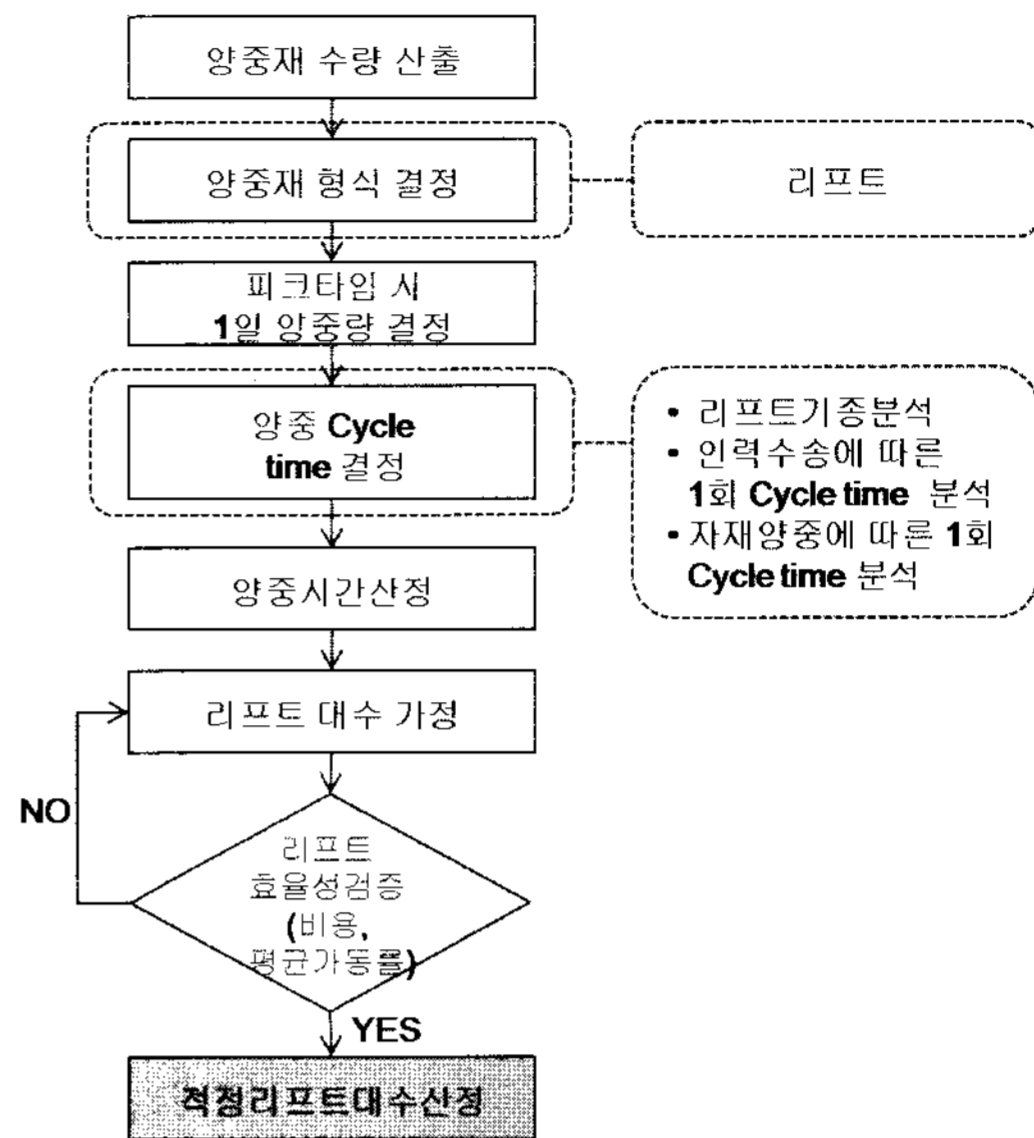 양중재 수량 산출
양중재 형식 결정
리프트
피크타임 시
1일 양중량 결정
양중 Cycle
time 결정
• 리프트기종분석
• 인력수송에 따른
1회 Cycle time 분석
• 자재양중에 따른 1회
Cycle time 분석
양중시간산정
리프트 대수 가정
NO
리프트
효율성검증
(비용,
평균가동률)
YES
적정리프트대수산정